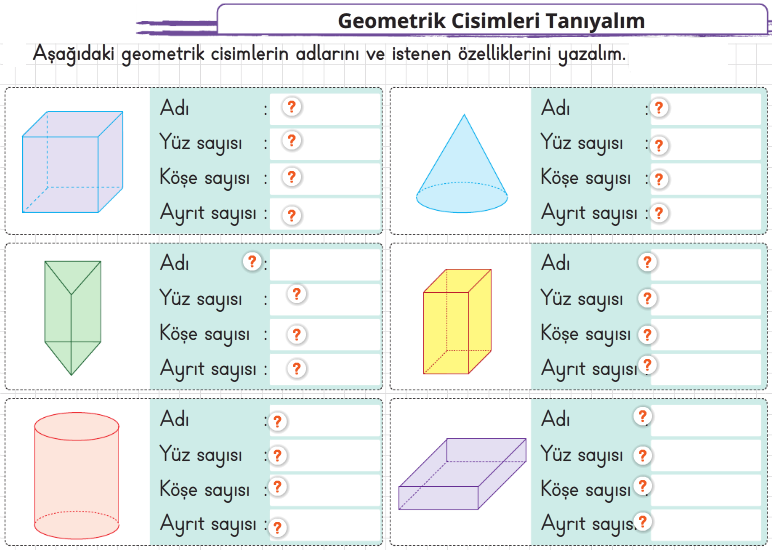 Geometrik Cisimleri Tanıyalım
Aşağıdaki geometrik cisimlerin adlarını ve istenen özelliklerini yazalım.
Adı : ?
Yüz sayısı : ?
Köşe sayısı : ?
Ayrıt sayısı : ?
Adı : ?
Yüz sayısı : ?
Köşe sayısı : ?
Ayrıt sayısı : ?
Adı ? :
Yüz sayısı : ?
Köşe sayısı : ?
Ayrıt sayısı : ?
Adı ?
Yüz sayısı ?
Köşe sayısı ?
Ayrıt sayısı ?
Adı : ?
Yüz sayısı : ?
Köşe sayısı : ?
Ayrıt sayısı : ?
Adı ?
Yüz sayısı ?
Köşe sayısı ?
Ayrıt sayıs ?